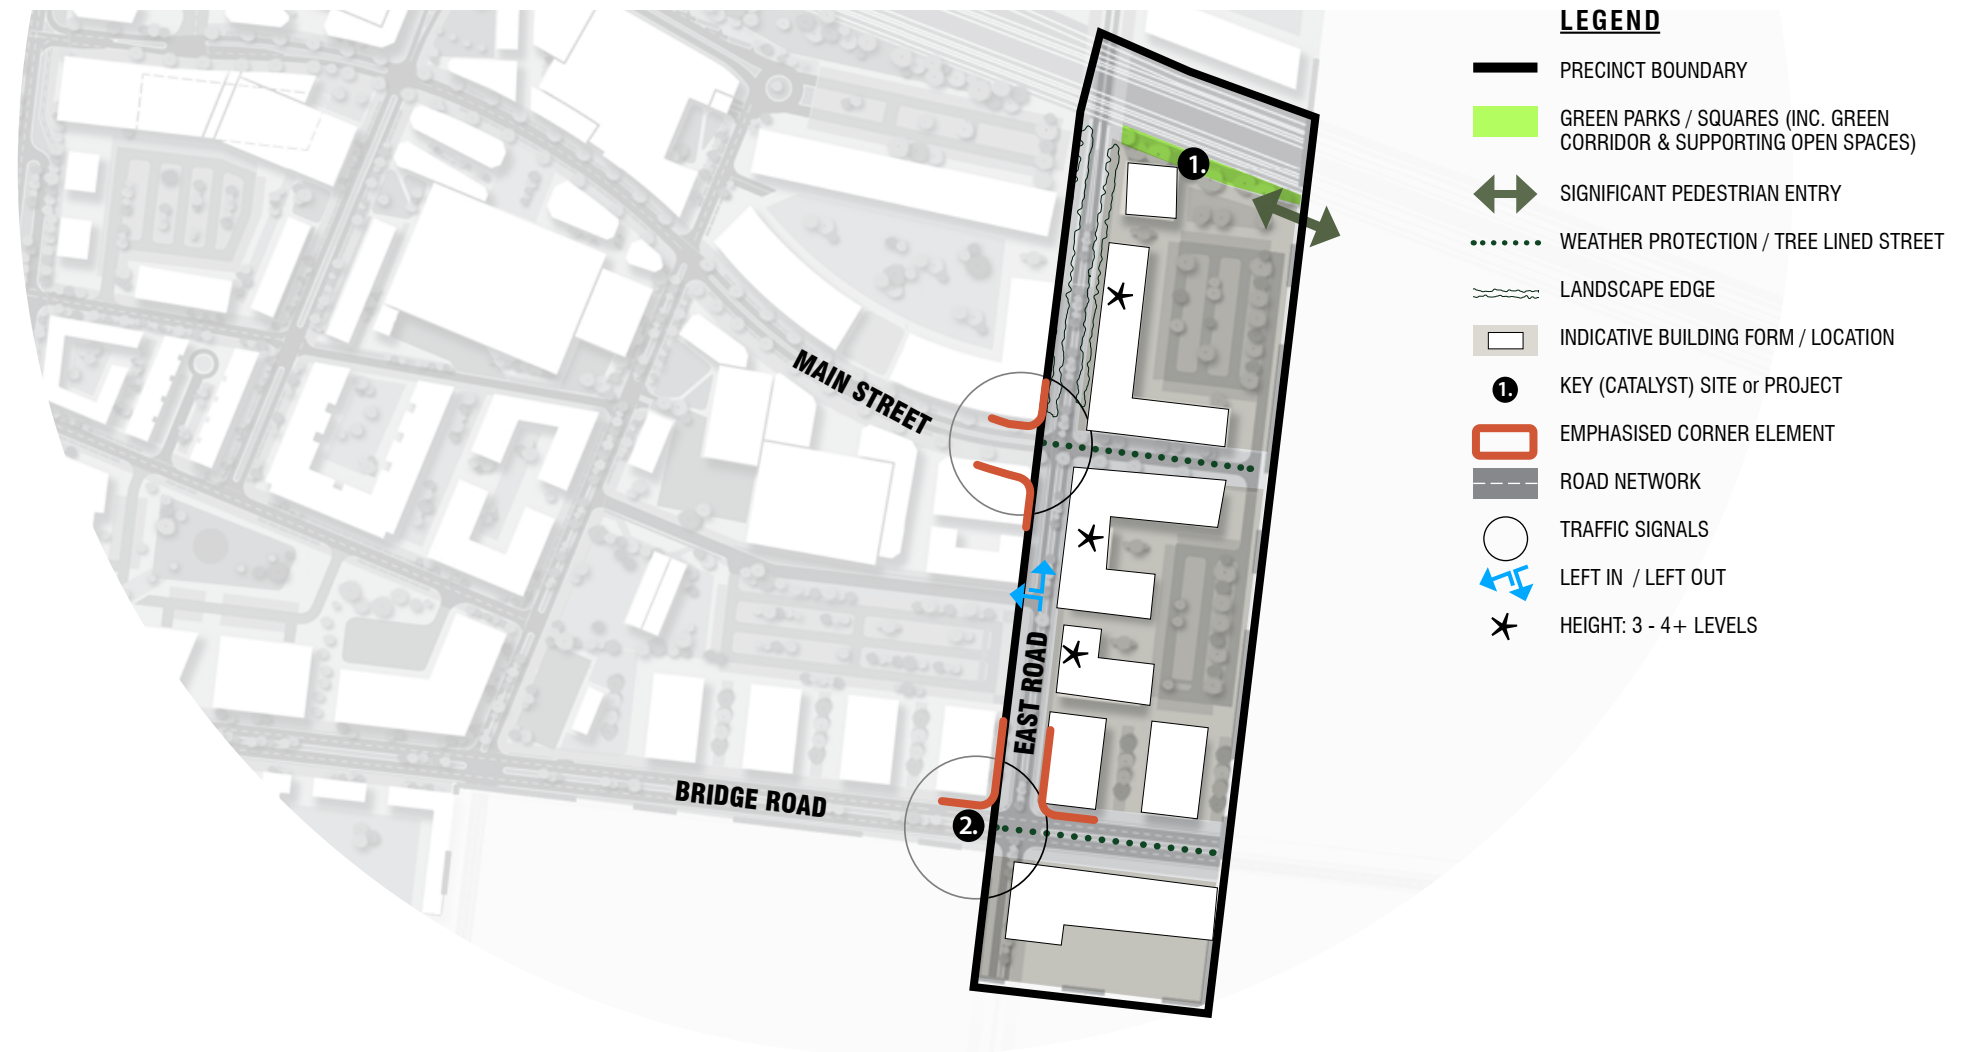 LEGEND
PRECINCT BOUNDARY
GREEN PARKS / SQUARES (INC. GREEN
CORRIDOR & SUPPORTING OPEN SPACES)
SIGNIFICANT PEDESTRIAN ENTRY
WEATHER PROTECTION / TREE LINED STREET
LANDSCAPE EDGE
INDICATIVE BUILDING FORM / LOCATION
1.
KEY (CATALYST) SITE or PROJECT
EMPHASISED CORNER ELEMENT
ROAD NETWORK
TRAFFIC SIGNALS
LEFT IN / LEFT OUT
HEIGHT: 3 - 4+ LEVELS
1.
MAIN STREET
EAST ROAD
BRIDGE ROAD
2.